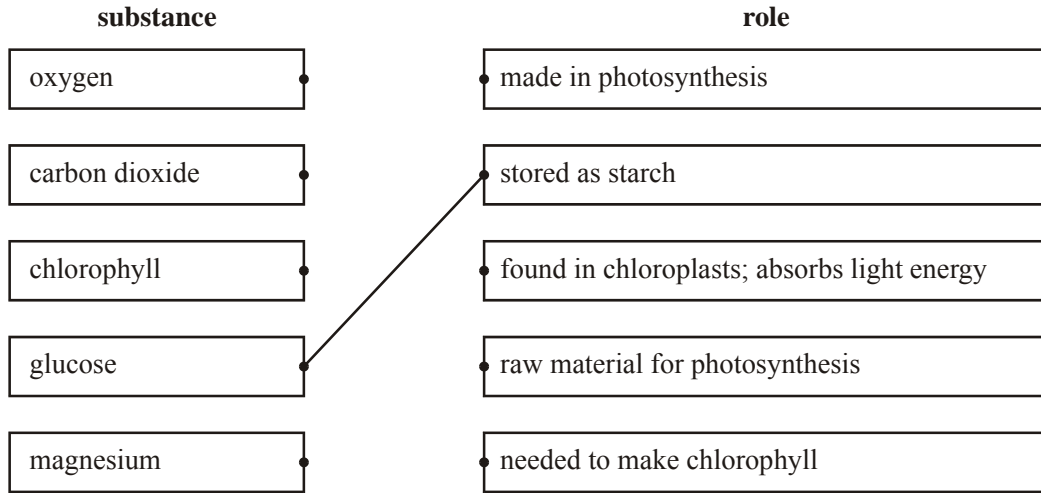 substance role
oxygen made in photosynthesis
carbon dioxide stored as starch
chlorophyll found in chloroplasts; absorbs light energy
glucose raw material for photosynthesis
magnesium needed to make chlorophyll